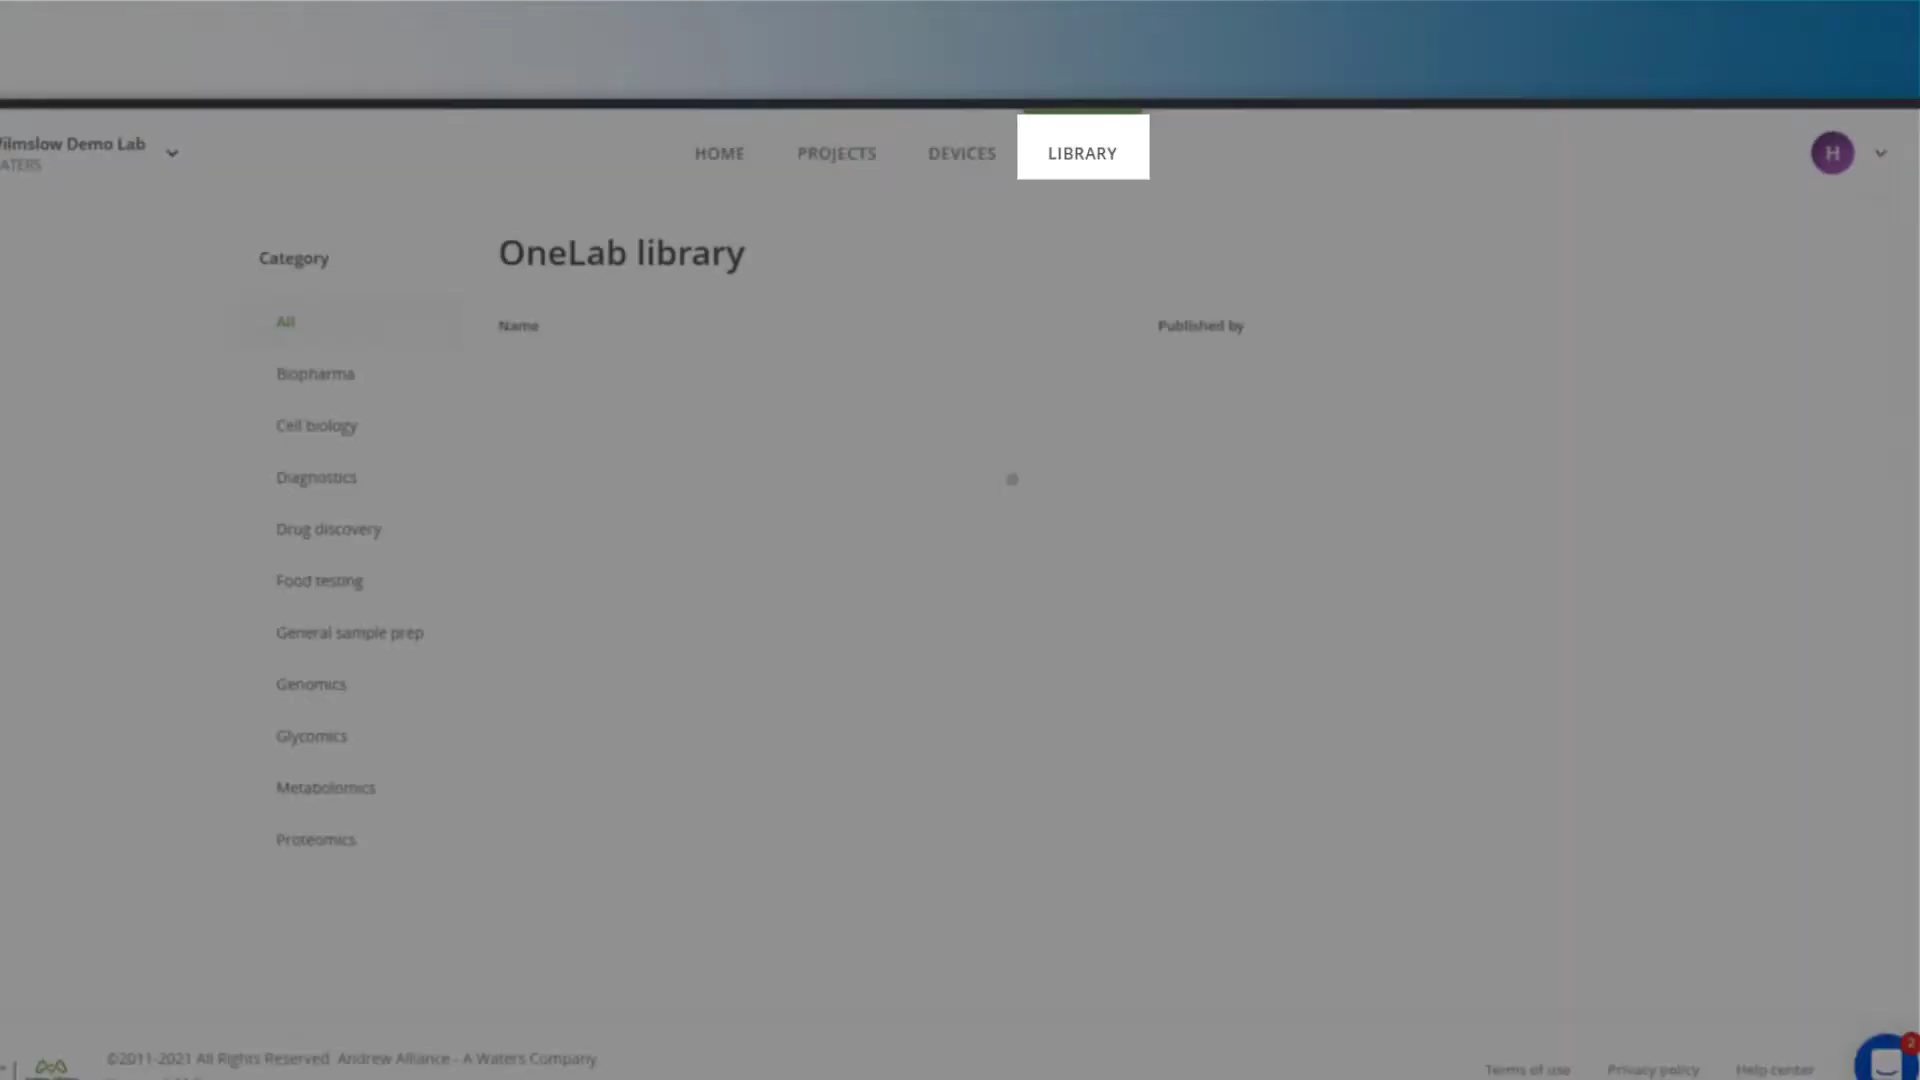 Demo Lab
HOME
PROJECTS
DEVICES
LIBRARY
H
Category
OneLab library
All
Name
Published by
Biopharma
Cell biology
Diagnostics
Drug discovery
Food testing
General sample prep
Genomics
Glycomics
Metabolomics
Proteomics
©2011-2021 All Rights Reserved Andrew Alliance - A Waters Company
Terms of use
Privacy policy
Help center
2